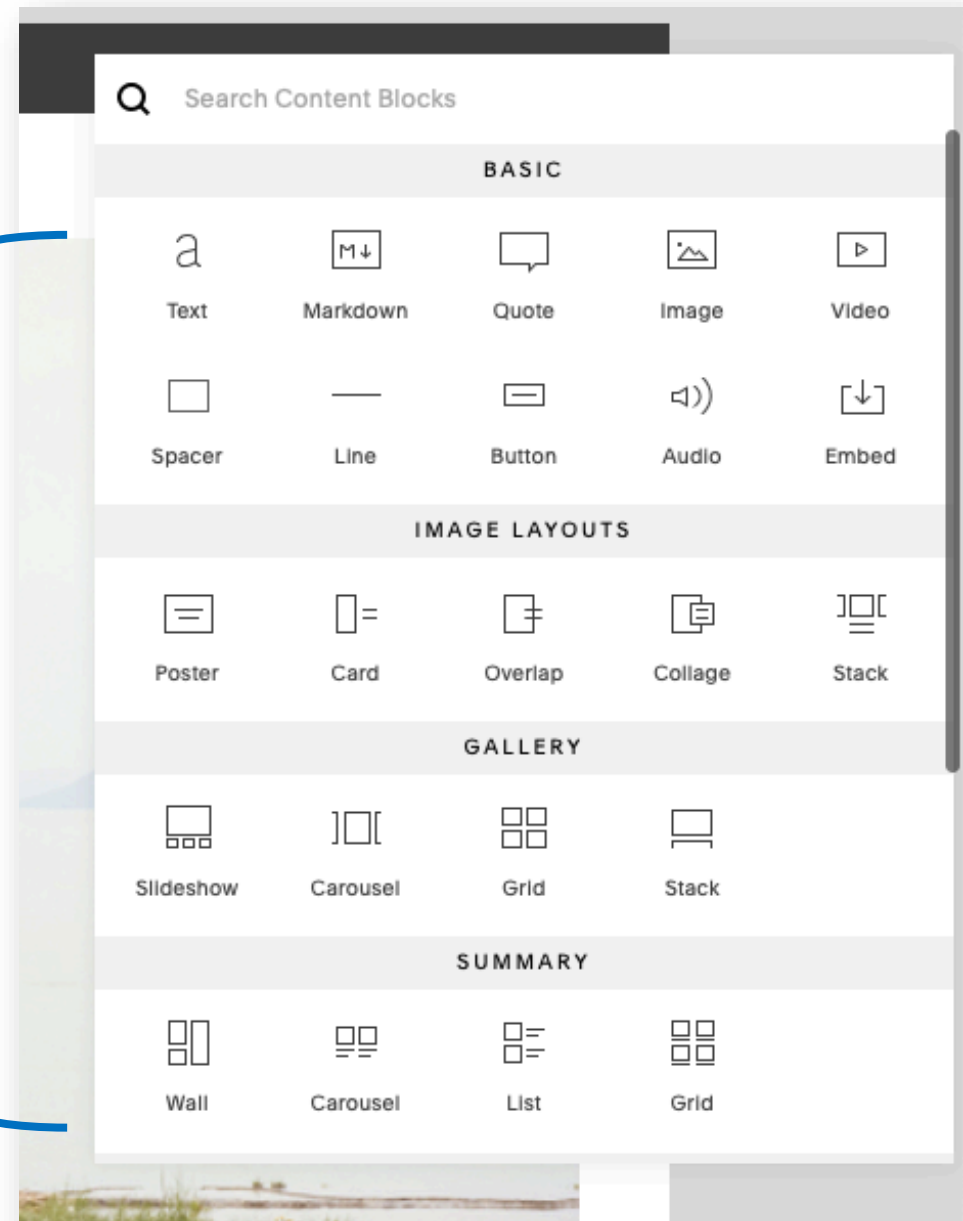 Search Content Blocks
BASIC
a
M
Text Markdown Quote Image Video
Spacer Line Button Audio Embed
IMAGE LAYOUTS
Poster Card Overlap Collage Stack
GALLERY
Slideshow Carousel Grid Stack
SUMMARY
Wall Carousel List Grid